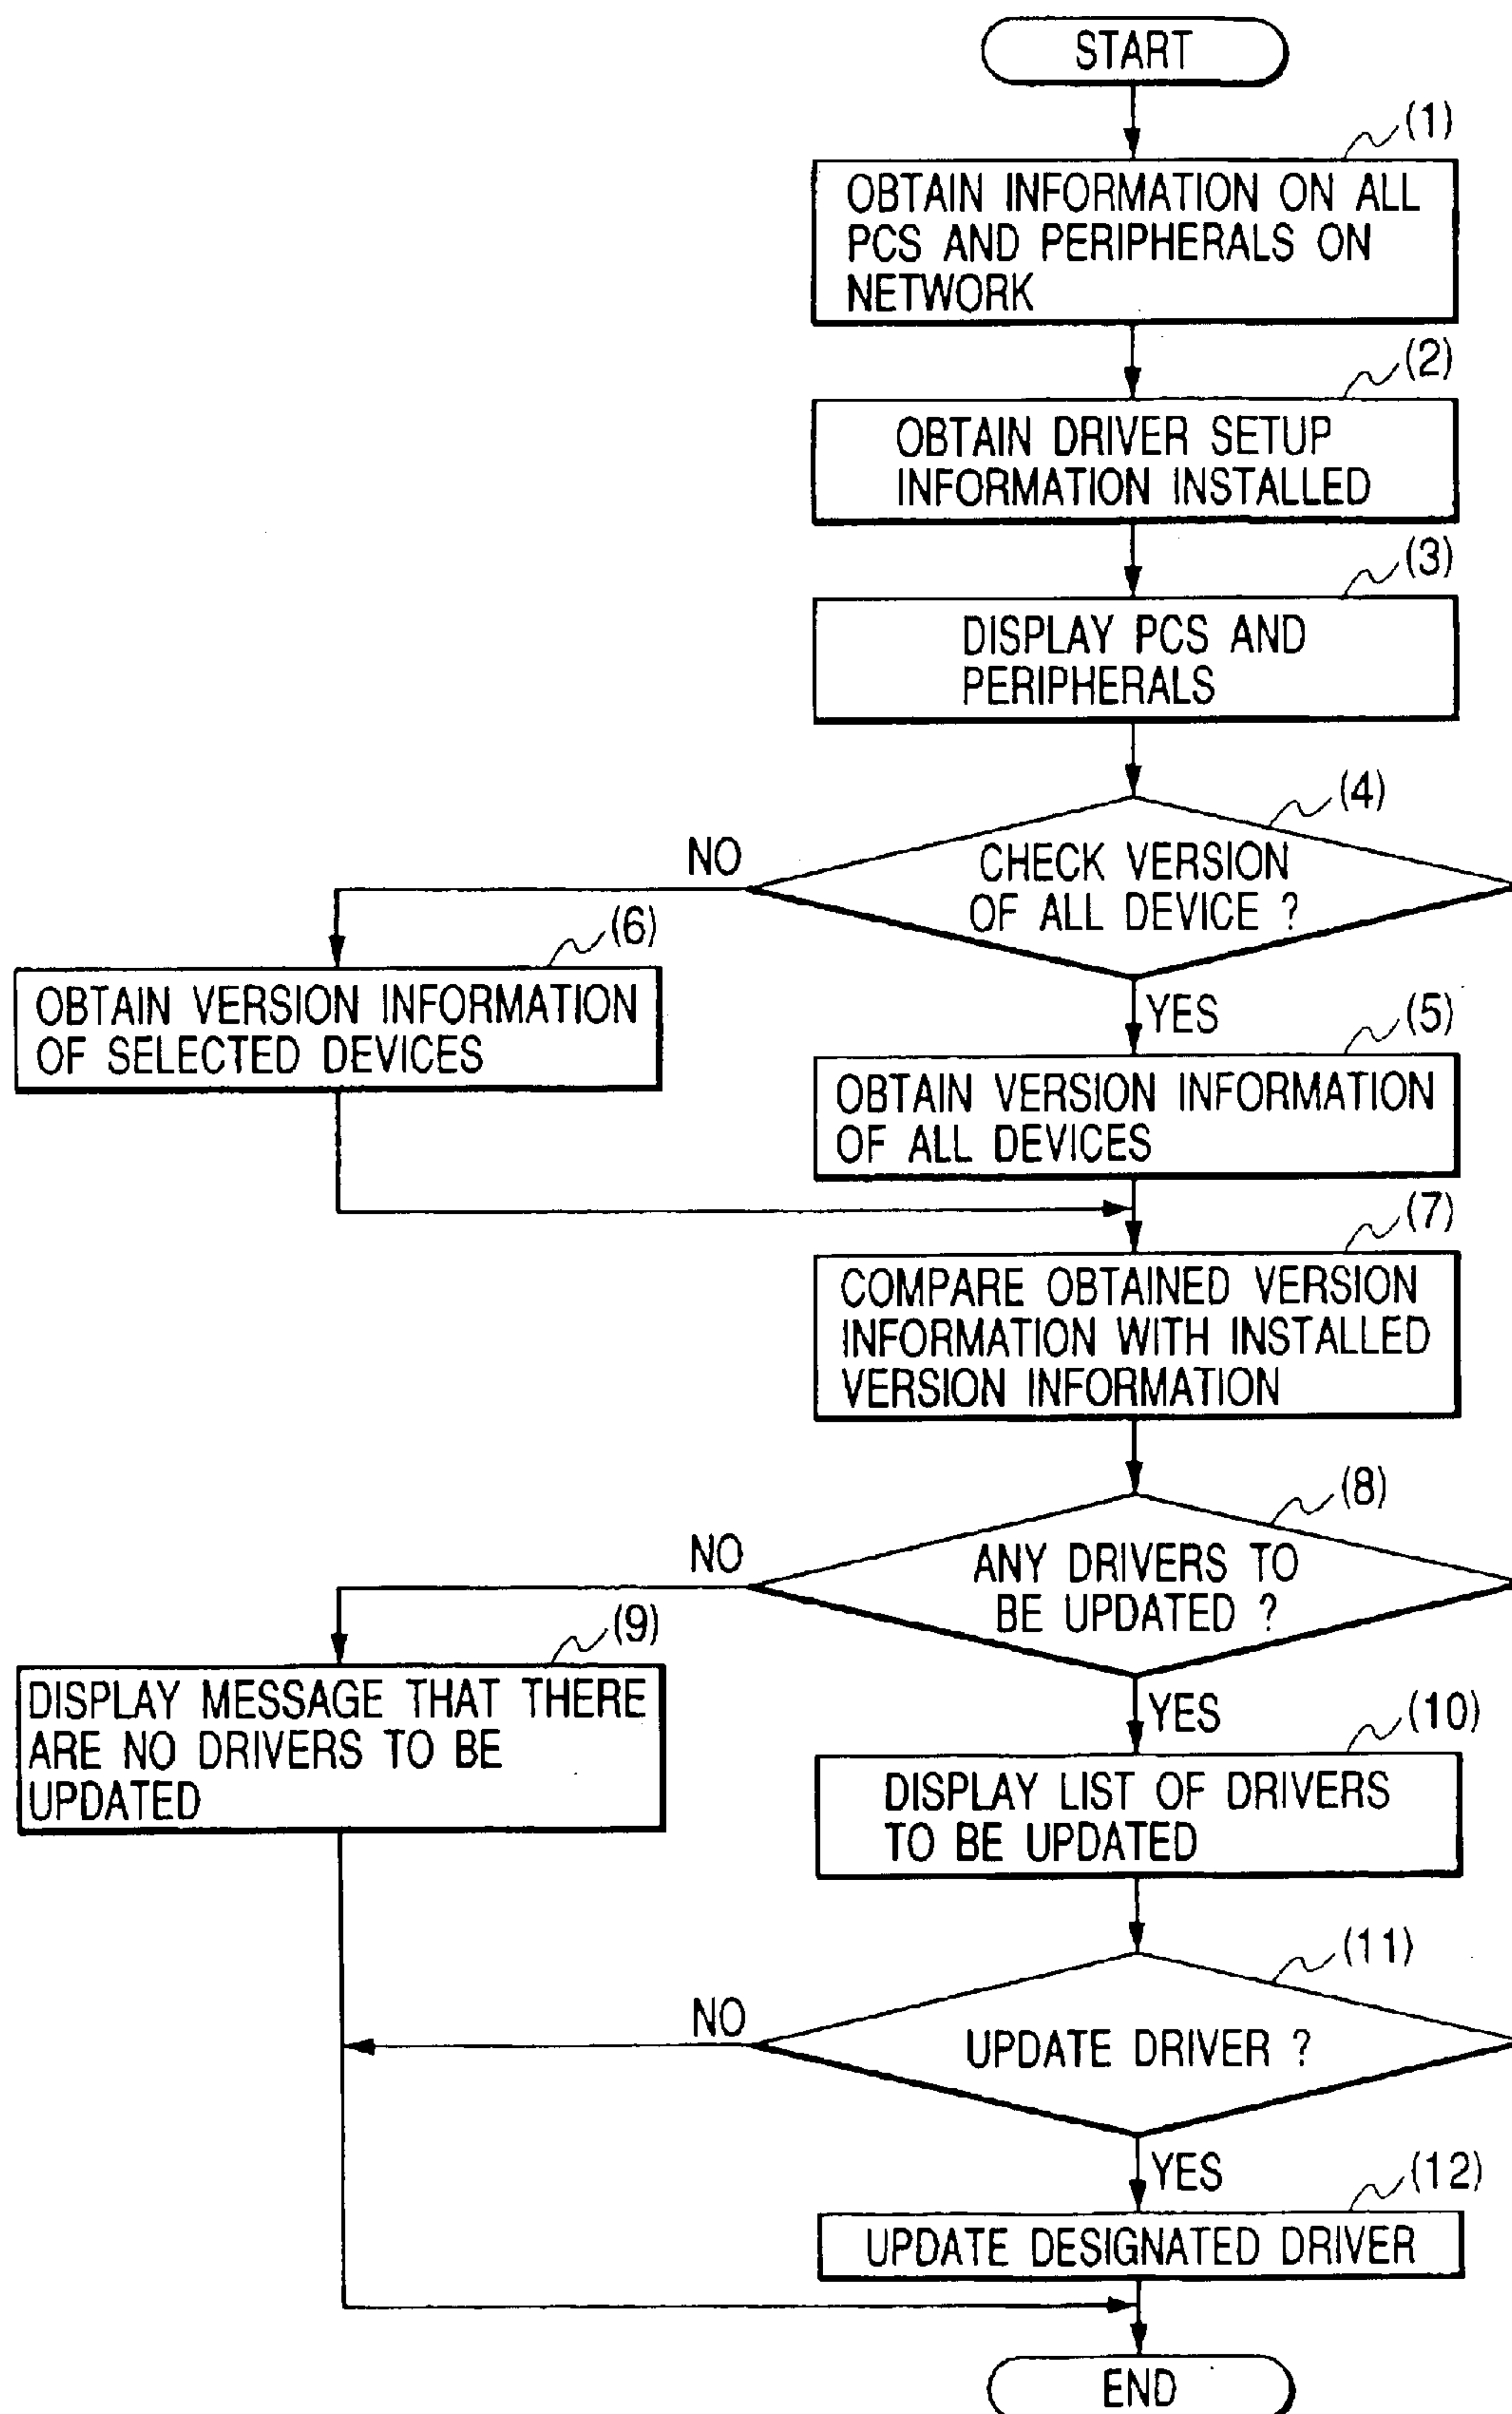 START
(1)
OBTAIN INFORMATION ON ALL
PCS AND PERIPHERALS ON
NETWORK
(2)
OBTAIN DRIVER SETUP
INFORMATION INSTALLED
(3)
DISPLAY PCS AND
PERIPHERALS
(4)
NO
CHECK VERSION
OF ALL DEVICE ?
(6)
OBTAIN VERSION INFORMATION
OF SELECTED DEVICES
YES
(5)
OBTAIN VERSION INFORMATION
OF ALL DEVICES
(7)
COMPARE OBTAINED VERSION
INFORMATION WITH INSTALLED
VERSION INFORMATION
(8)
NO
ANY DRIVERS TO
BE UPDATED ?
(9)
DISPLAY MESSAGE THAT THERE
ARE NO DRIVERS TO BE
UPDATED
YES
(10)
DISPLAY LIST OF DRIVERS
TO BE UPDATED
(11)
NO
UPDATE DRIVER ?
YES
(12)
UPDATE DESIGNATED DRIVER
END